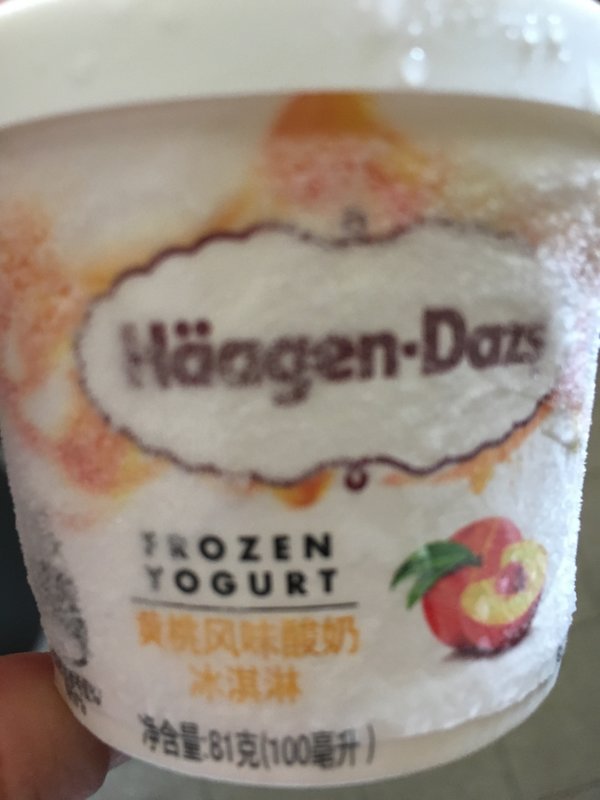 Häagen-Dazs
FROZEN
YOGURT
黄桃风味酸奶
冰淇淋
净含量:81克(100毫升)